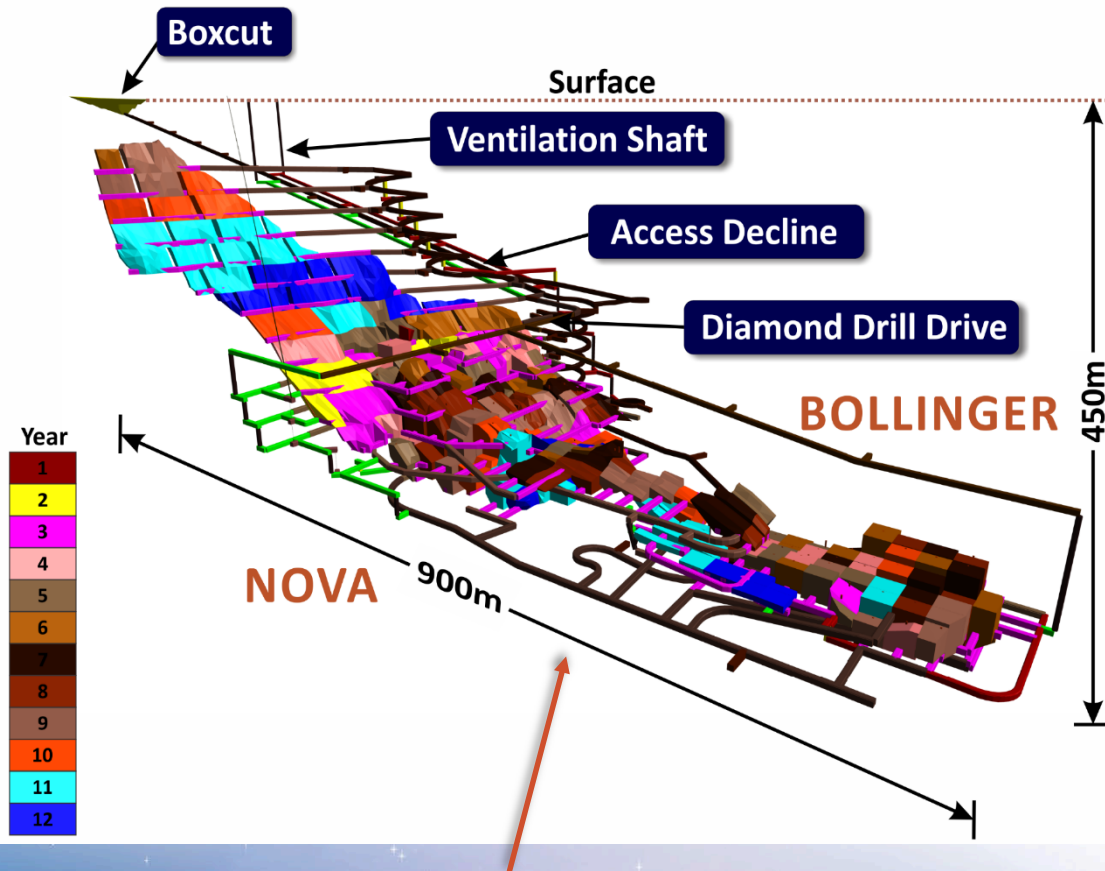 Boxcut
Surface
Ventilation Shaft
Access Decline
Diamond Drill Drive
BOLLINGER
450m
NOVA
900m
Year
1
2
3
4
5
6
7
8
9
10
11
12